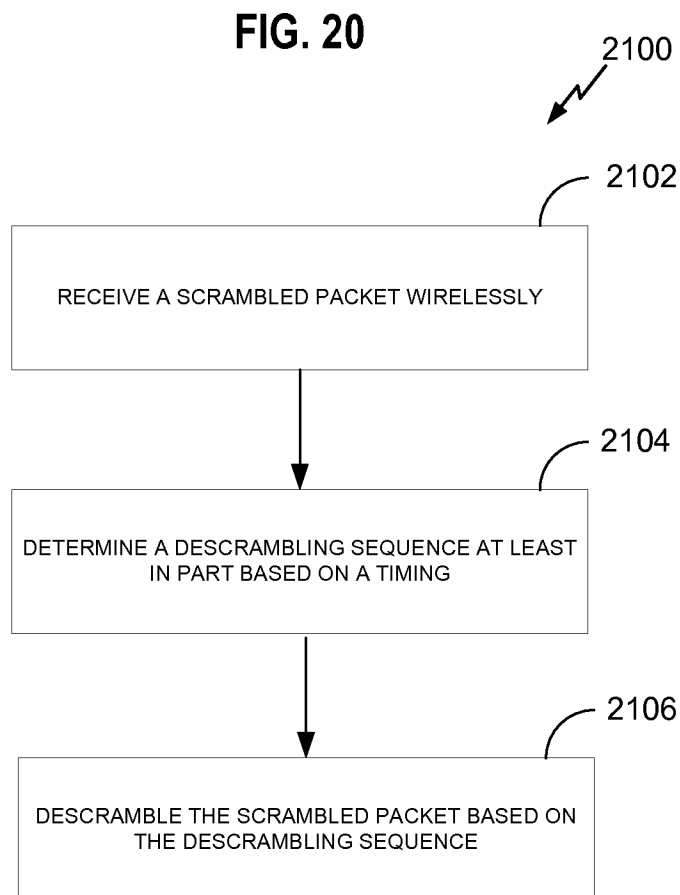 FIG. 20
2100
2102
RECEIVE A SCRAMBLED PACKET WIRELESSLY
2104
DETERMINE A DESCRAMBLING SEQUENCE AT LEAST
IN PART BASED ON A TIMING
2106
DESCRAMBLE THE SCRAMBLED PACKET BASED ON
THE DESCRAMBLING SEQUENCE